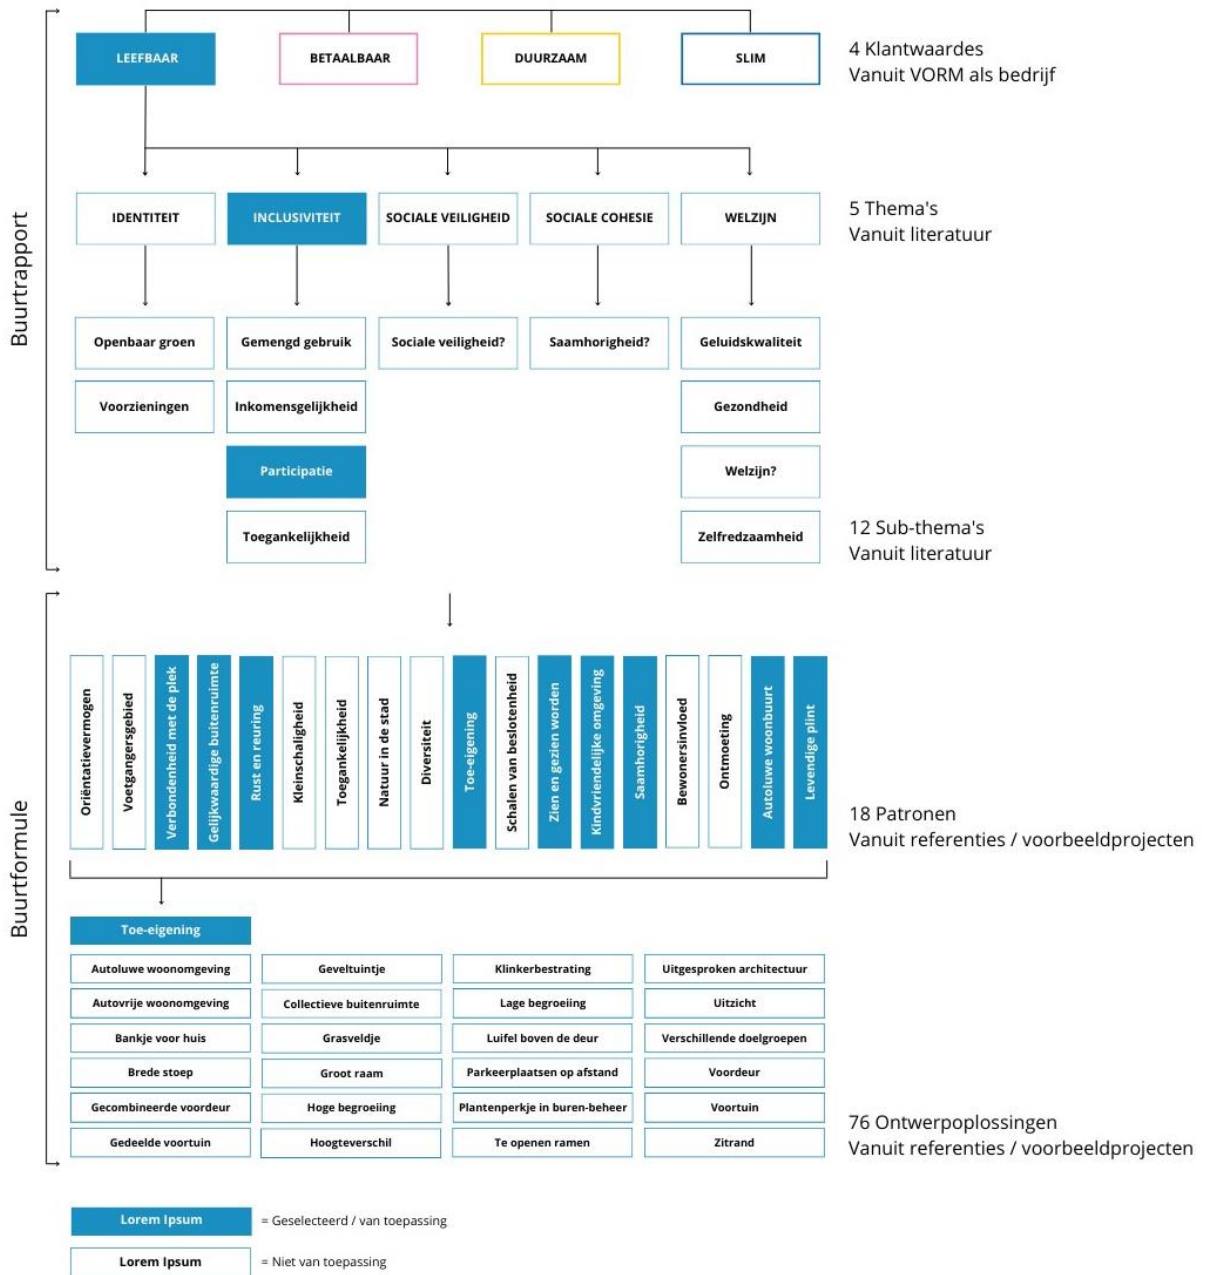 LEEFBAAR
BETAALBAAR
DUURZAAM
SLIM
4 Klantwaardes
Vanuit VORM als bedrijf
Buurtrapport
IDENTITEIT
INCLUSIVITEIT
SOCIALE VEILIGHEID
SOCIALE COHESIE
WELZIJN
5 Thema's
Vanuit literatuur
Openbaar groen
Gemengd gebruik
Sociale veiligheid?
Saamhorigheid?
Geluidskwaliteit
Voorzieningen
Inkomensgelijkheid
Gezondheid
Participatie
Welzijn?
Toegankelijkheid
Zelfredzaamheid
12 Sub-thema's
Vanuit literatuur
Buurtformule
Oriëntatievermogen
Voetgangersgebied
Verbondenheid met de plek
Gelijkwaardige buitenruimte
Rust en reuring
Kleinschaligheid
Toegankelijkheid
Natuur in de stad
Diversiteit
Toe-eigening
Schalen van beslotenheid
Zien en gezien worden
Kindvriendelijke omgeving
Saamhorigheid
Bewonersinvloed
Ontmoeting
Autoluwe woonbuurt
Levendige plint
18 Patronen
Vanuit referenties / voorbeeldprojecten
Toe-eigening
Autoluwe woonomgeving
Geveltuintje
Klinkerbestrating
Uitgesproken architectuur
Autovrije woonomgeving
Collectieve buitenruimte
Lage begroeiing
Uitzicht
Bankje voor huis
Grasveldje
Luifel boven de deur
Verschillende doelgroepen
Brede stoep
Groot raam
Parkeerplaatsen op afstand
Voordeur
Gecombineerde voordeur
Hoge begroeiing
Plantenperkje in buren-beheer
Voortuin
Gedeelde voortuin
Hoogteverschil
Te openen ramen
Zitrand
76 Ontwerpoplossingen
Vanuit referenties / voorbeeldprojecten
Lorem Ipsum
= Geselecteerd / van toepassing
Lorem Ipsum
= Niet van toepassing